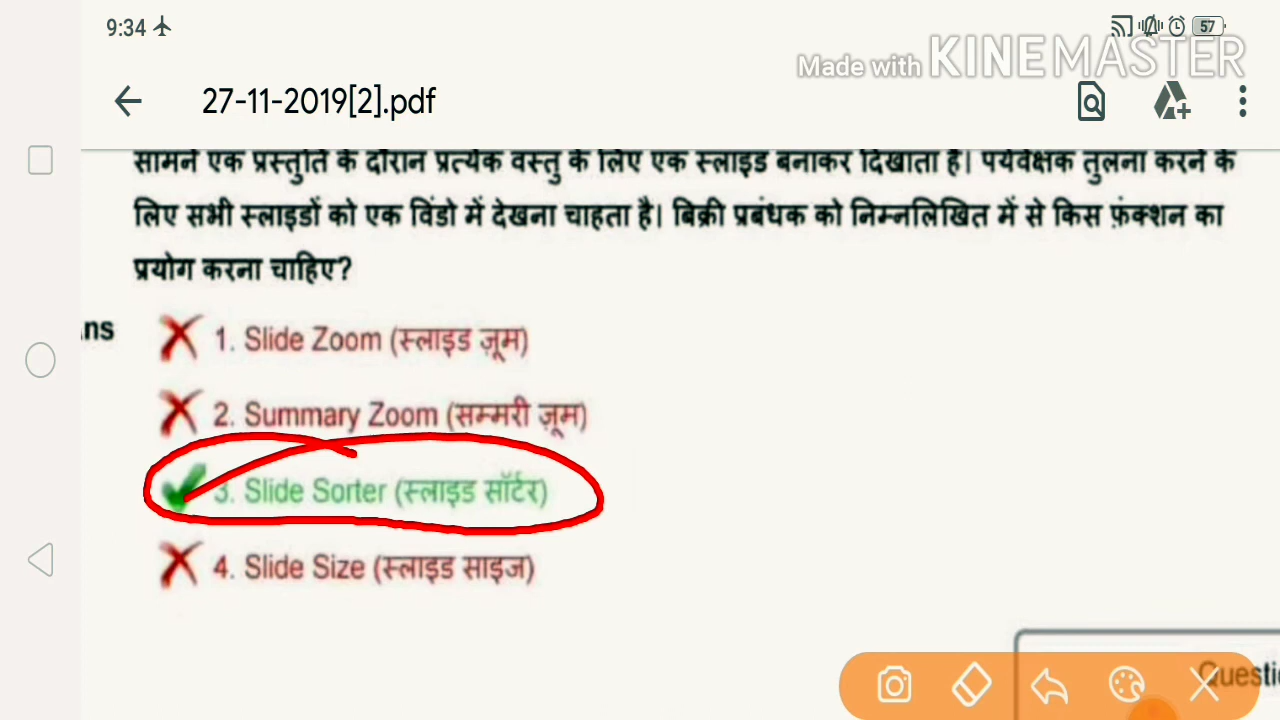 9:34
57
Made with KINEMASTER
27-11-2019[2].pdf
सामने एक प्रस्तुति के दौरान प्रत्येक वस्तु के लिए एक स्लाइड बनाकर दिखाता है। पर्यवेक्षक तुलना करने के
लिए सभी स्लाइडों को एक विंडो में देखना चाहता है। बिक्री प्रबंधक को निम्नलिखित में से किस फ़ंक्शन का
प्रयोग करना चाहिए?
ns
1. Slide Zoom (स्लाइड ज़ूम)
2. Summary Zoom (सम्मरी ज़ूम)
3. Slide Sorter (स्लाइड सॉर्टर)
4. Slide Size (स्लाइड साइज)
Questi